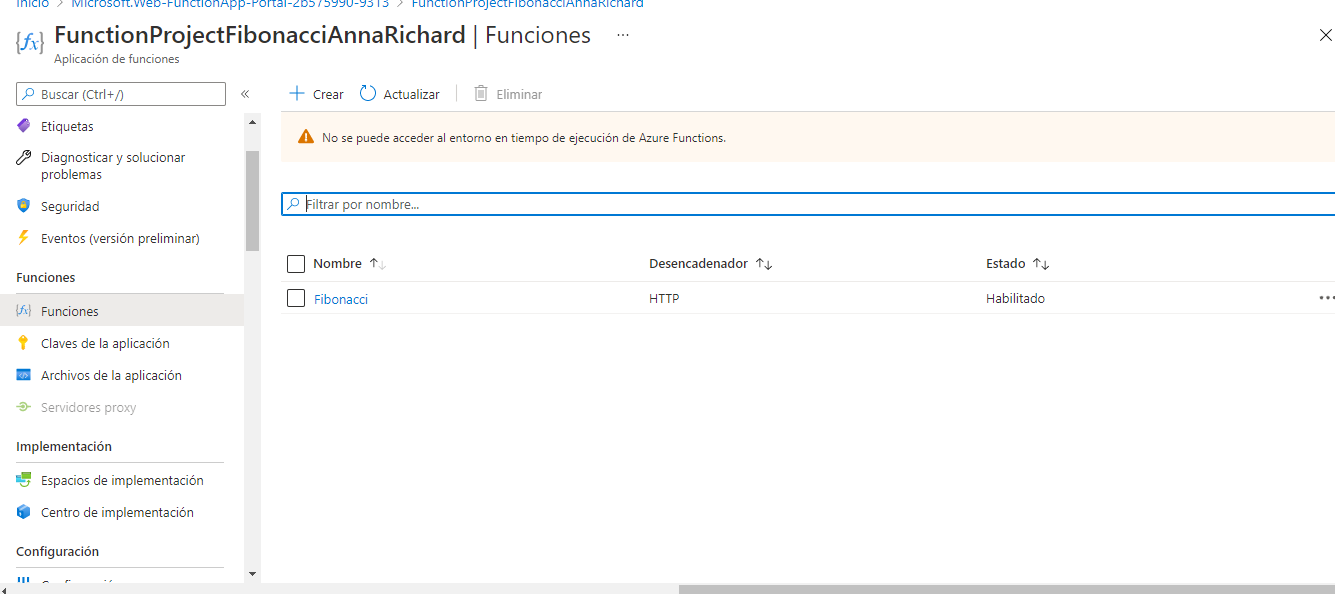 Inicio > Microsoft.Web-FunctionApp-Portal-2b575990-9313 > FunctionProjectFibonacciAnnaRichard
FunctionProjectFibonacciAnnaRichard | Funciones ...
Aplicación de funciones
Buscar (Ctrl+/)
Crear Actualizar Eliminar
Etiquetas
Diagnosticar y solucionar
problemas
Seguridad
Eventos (versión preliminar)
Funciones
Funciones
Claves de la aplicación
Archivos de la aplicación
Servidores proxy
Implementación
Espacios de implementación
Centro de implementación
Configuración
Configuración
No se puede acceder al entorno en tiempo de ejecución de Azure Functions.
Filtrar por nombre...
Nombre Desencadenador Estado
Fibonacci HTTP Habilitado